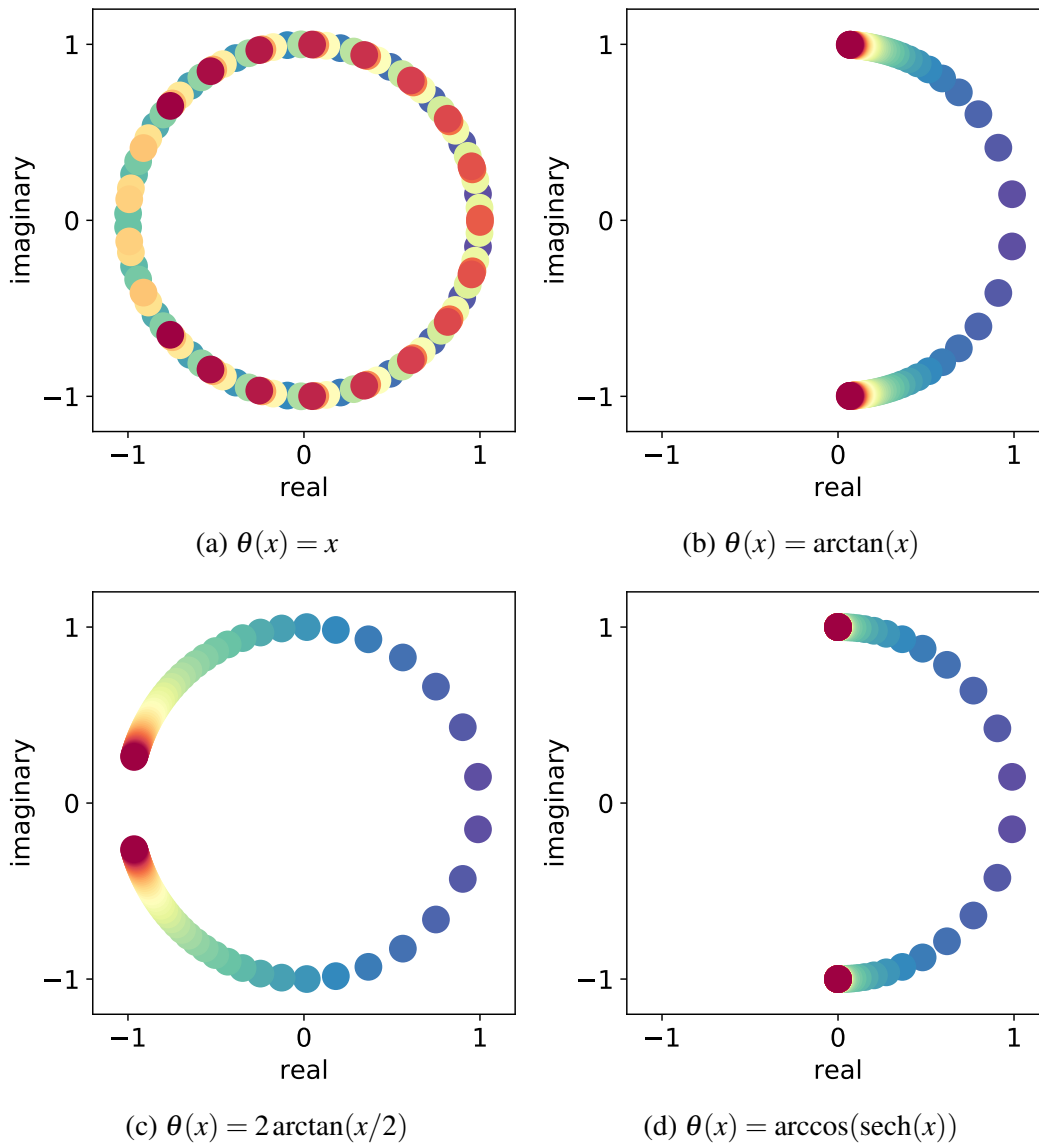 1
0
−1
imaginary
−1
0
1
real
(a) θ(x) = x
1
0
−1
imaginary
−1
0
1
real
(b) θ(x) = arctan(x)
1
0
−1
imaginary
−1
0
1
real
(c) θ(x) = 2 arctan(x/2)
1
0
−1
imaginary
−1
0
1
real
(d) θ(x) = arccos(sech(x))